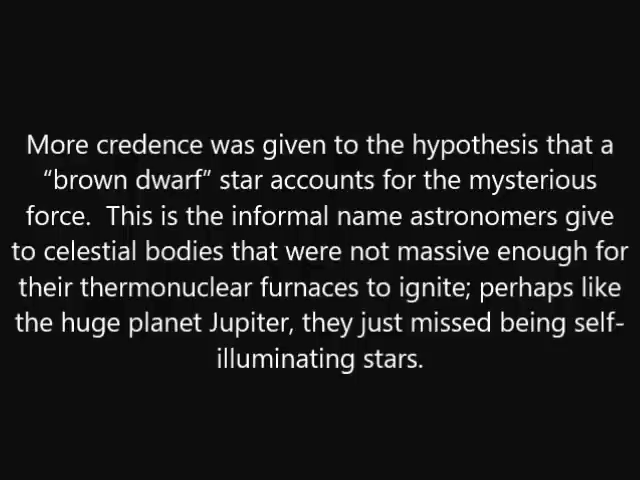 More credence was given to the hypothesis that a
“brown dwarf” star accounts for the mysterious
force.  This is the informal name astronomers give
to celestial bodies that were not massive enough for
their thermonuclear furnaces to ignite; perhaps like
the huge planet Jupiter, they just missed being self-
illuminating stars.